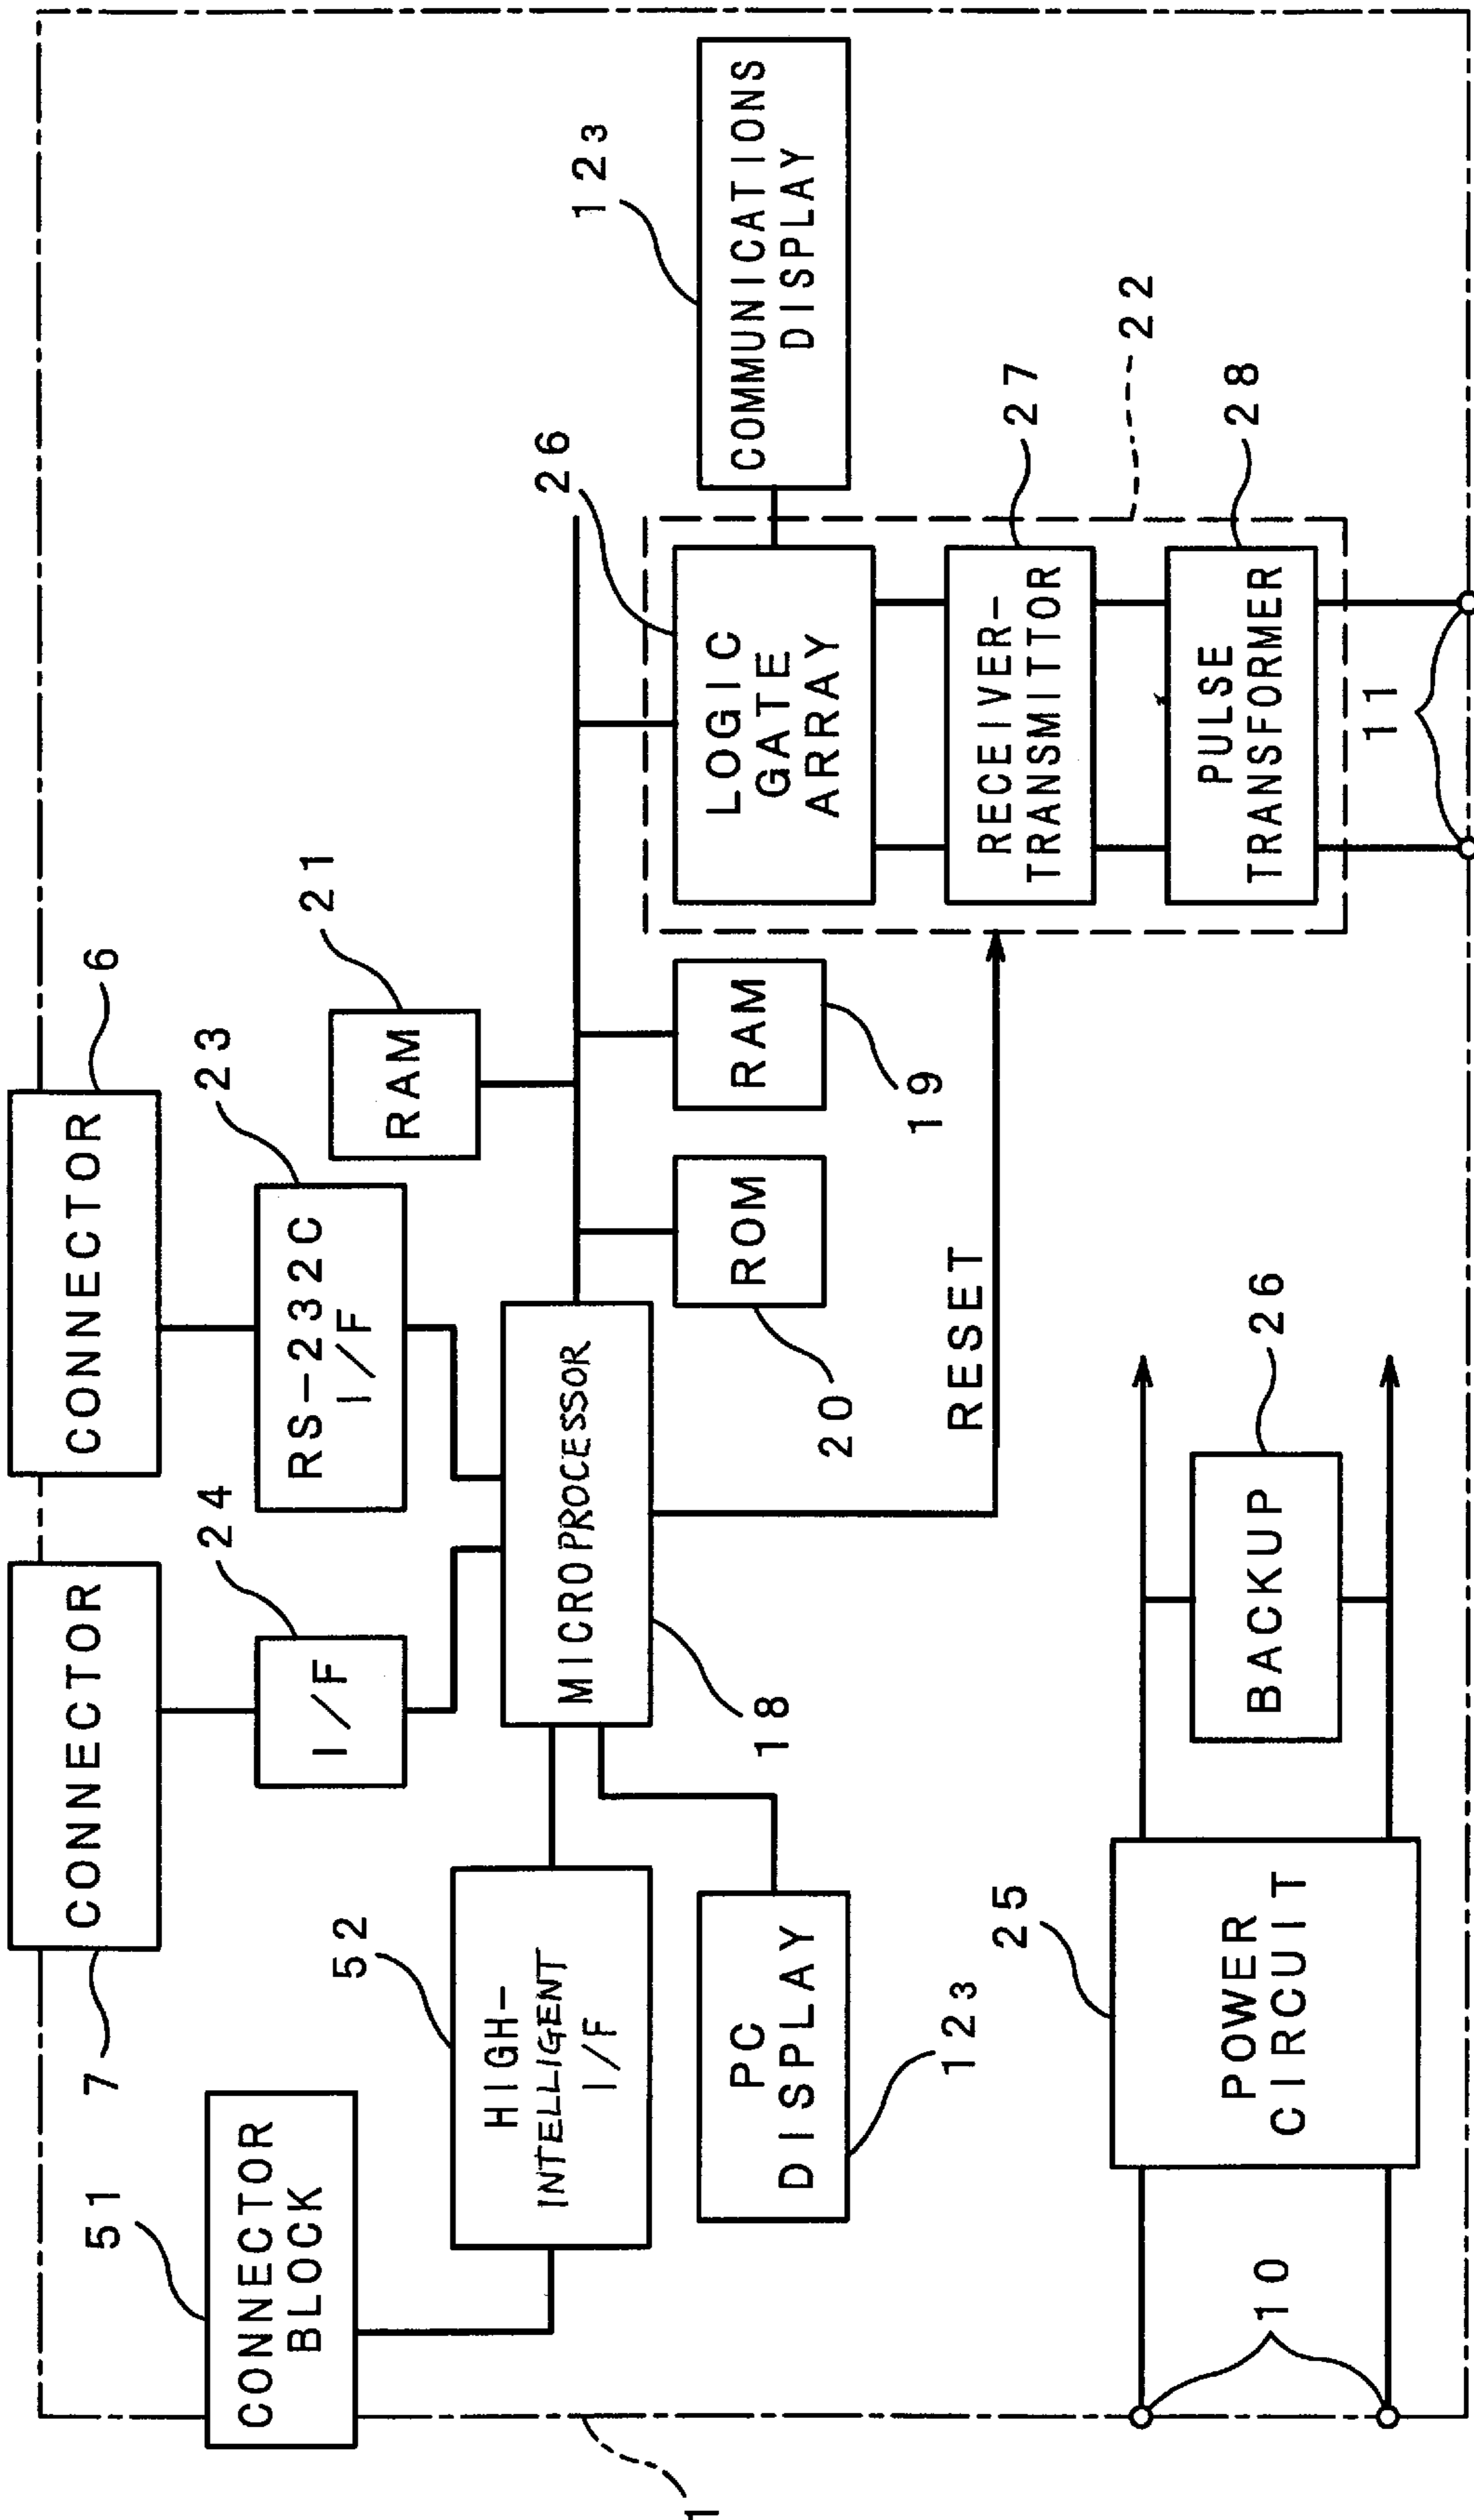 CONNECTOR
7
CONNECTOR
6
51
CONNECTOR
BLOCK
24
I/F
23
RS-232C
I/F
21
RAM
52
HIGH-
INTELLIGENT
I/F
MICROPROCESSOR
18
26
PC
DISPLAY
12₃
20
ROM
19
RAM
LOGIC
GATE
ARRAY
COMMUNICATIONS
DISPLAY
12₃
RESET
27
RECEIVER-
TRANSMITTOR
22
28
PULSE
TRANSFORMER
25
POWER
CIRCUIT
26
BACKUP
10
11
1